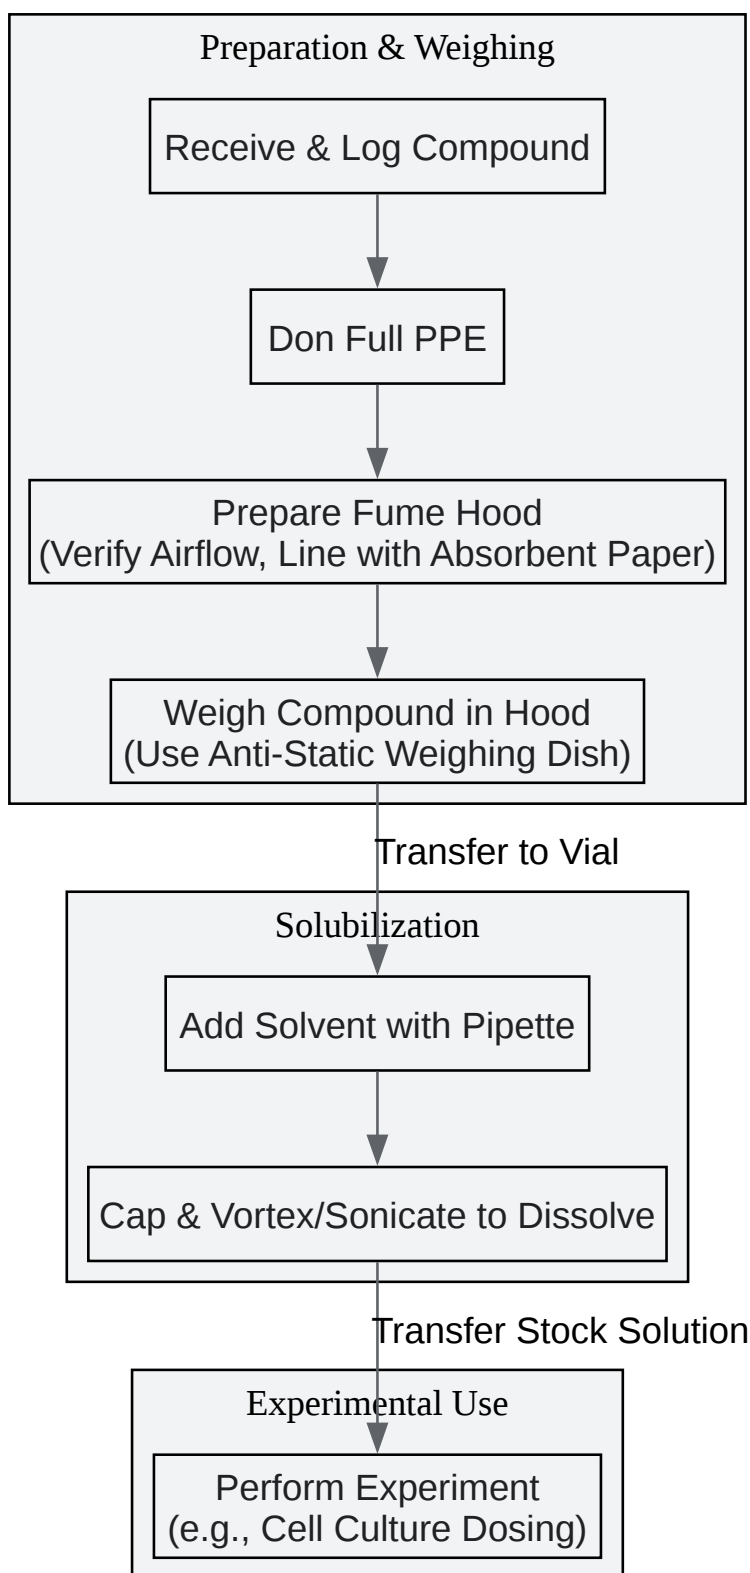 Preparation & Weighing
Receive & Log Compound
Don Full PPE
Prepare Fume Hood
(Verify Airflow, Line with Absorbent Paper)
Weigh Compound in Hood
(Use Anti-Static Weighing Dish)
Transfer to Vial
Solubilization
Add Solvent with Pipette
Cap & Vortex/Sonicate to Dissolve
Transfer Stock Solution
Experimental Use
Perform Experiment
(e.g., Cell Culture Dosing)